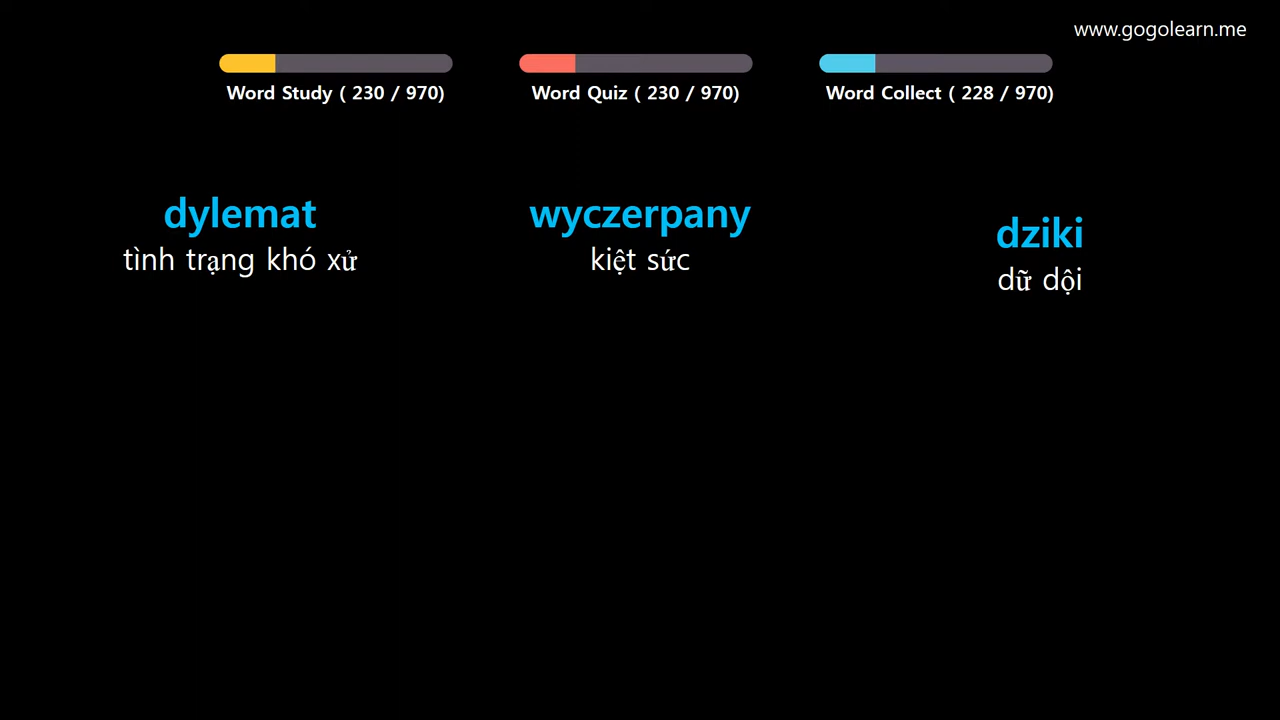 www.gogolearn.me
Word Study ( 230 / 970)
Word Quiz ( 230 / 970)
Word Collect ( 228 / 970)
dylemat
tình trạng khó xử
wyczerpany
kiệt sức
dziki
dữ dội